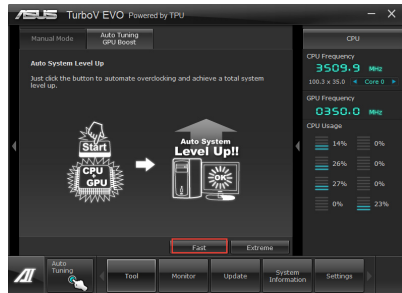 ASUS TurboV EVO Powered by TPU
Manual Mode
Auto Tuning
GPU Boost
Auto System Level Up
Just click the button to automate overclocking and achieve a total system
level up.
Start
CPU
+
GPU
Auto System
Level Up!!
OK
Fast
Extreme
CPU
CPU Frequency
3509.9 MHz
100.3 x 35.0 Core 0
GPU Frequency
0350.0 MHz
CPU Usage
14% 0%
26% 0%
27% 0%
0% 23%
Auto
Tuning
Tool
Monitor
Update
System
Information
Settings